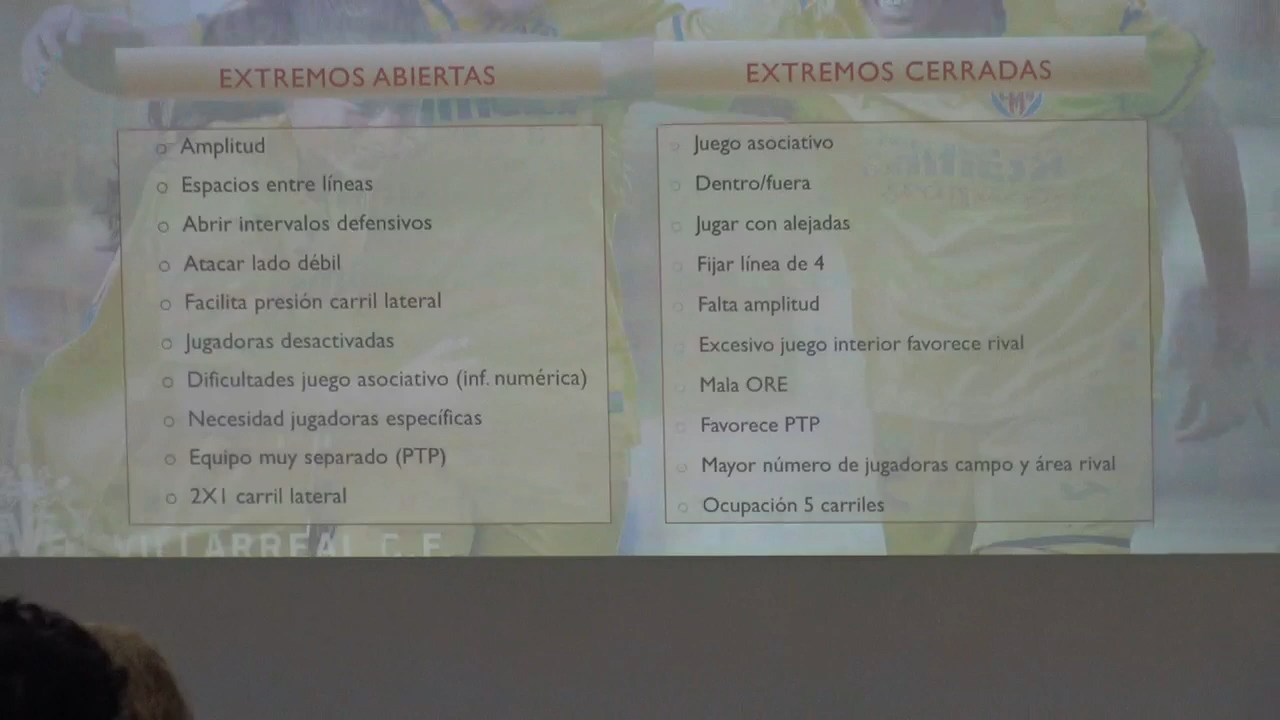 EXTREMOS ABIERTAS
Amplitud
Espacios entre líneas
Abrir intervalos defensivos
Atacar lado débil
Facilita presión carril lateral
Jugadoras desactivadas
Dificultades juego asociativo (inf. numérica)
Necesidad jugadoras específicas
Equipo muy separado (PTP)
2X1 carril lateral
EXTREMOS CERRADAS
Juego asociativo
Dentro/fuera
Jugar con alejadas
Fijar línea de 4
Falta amplitud
Excesivo juego interior favorece rival
Mala ORE
Favorece PTP
Mayor número de jugadoras campo y área rival
Ocupación 5 carriles
VILLARREAL C.F.